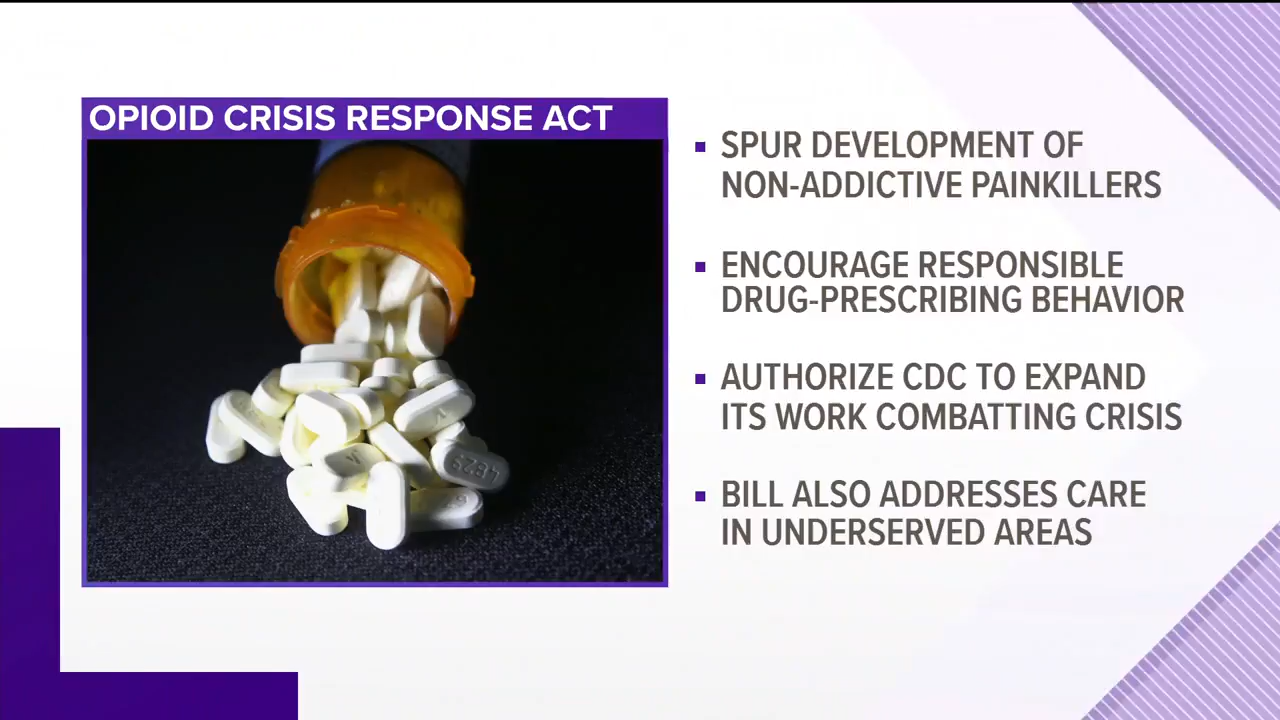 OPIOID CRISIS RESPONSE ACT
SPUR DEVELOPMENT OF
NON-ADDICTIVE PAINKILLERS
ENCOURAGE RESPONSIBLE
DRUG-PRESCRIBING BEHAVIOR
AUTHORIZE CDC TO EXPAND
ITS WORK COMBATTING CRISIS
BILL ALSO ADDRESSES CARE
IN UNDERSERVED AREAS